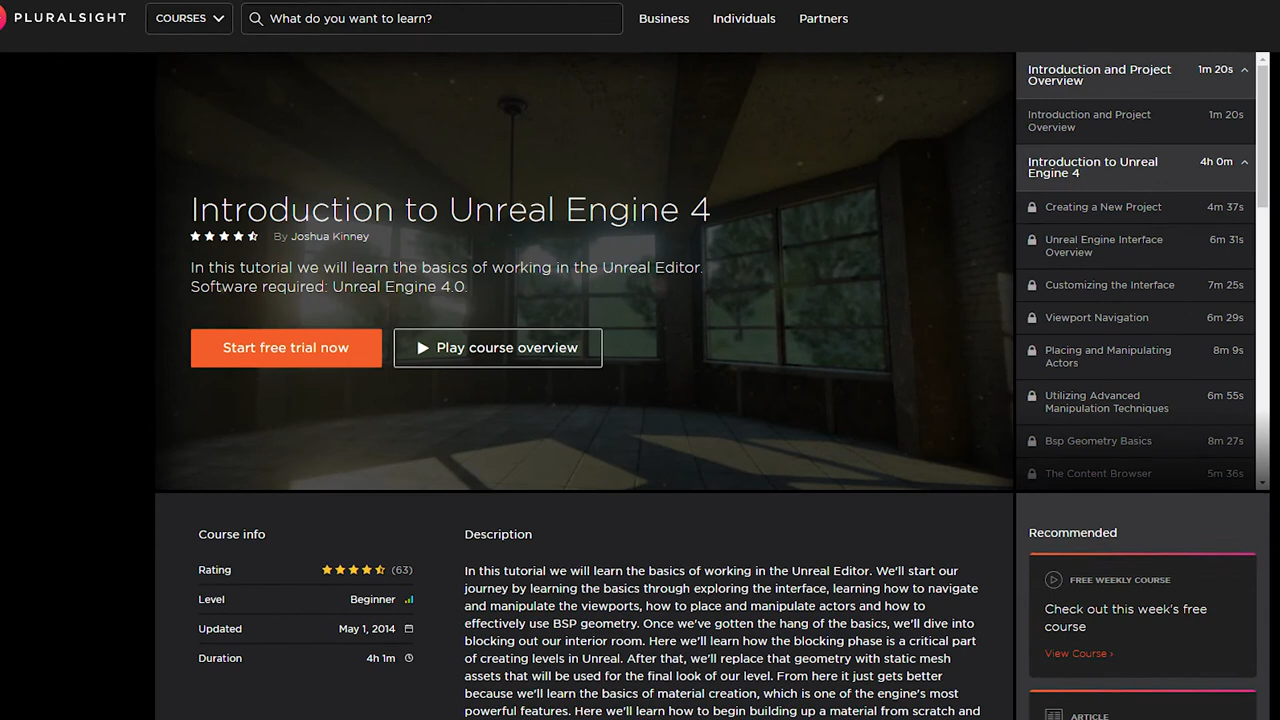 PLURALSIGHT
COURSES
What do you want to learn?
Business
Individuals
Partners
Introduction to Unreal Engine 4
By Joshua Kinney
In this tutorial we will learn the basics of working in the Unreal Editor.
Software required: Unreal Engine 4.0.
Start free trial now
Play course overview
Introduction and Project 1m 20s
Overview
Introduction and Project 1m 20s
Overview
Introduction to Unreal 4h 0m
Engine 4
Creating a New Project 4m 37s
Unreal Engine Interface 6m 31s
Overview
Customizing the Interface 7m 25s
Viewport Navigation 6m 29s
Placing and Manipulating 8m 9s
Actors
Utilizing Advanced 6m 55s
Manipulation Techniques
Bsp Geometry Basics 8m 27s
The Content Browser 5m 36s
Course info
Rating (63)
Level Beginner
Updated May 1, 2014
Duration 4h 1m
Description
In this tutorial we will learn the basics of working in the Unreal Editor. We'll start our
journey by learning the basics through exploring the interface, learning how to navigate
and manipulate the viewports, how to place and manipulate actors and how to
effectively use BSP geometry. Once we've gotten the hang of the basics, we'll dive into
blocking out our interior room. Here we'll learn how the blocking phase is a critical part
of creating levels in Unreal. After that, we'll replace that geometry with static mesh
assets that will be used for the final look of our level. From here it just gets better
because we'll learn the basics of material creation, which is one of the engine's most
powerful features. Here we'll learn how to begin building up a material from scratch and
Recommended
FREE WEEKLY COURSE
Check out this week's free
course
View Course ›
ARTICLE